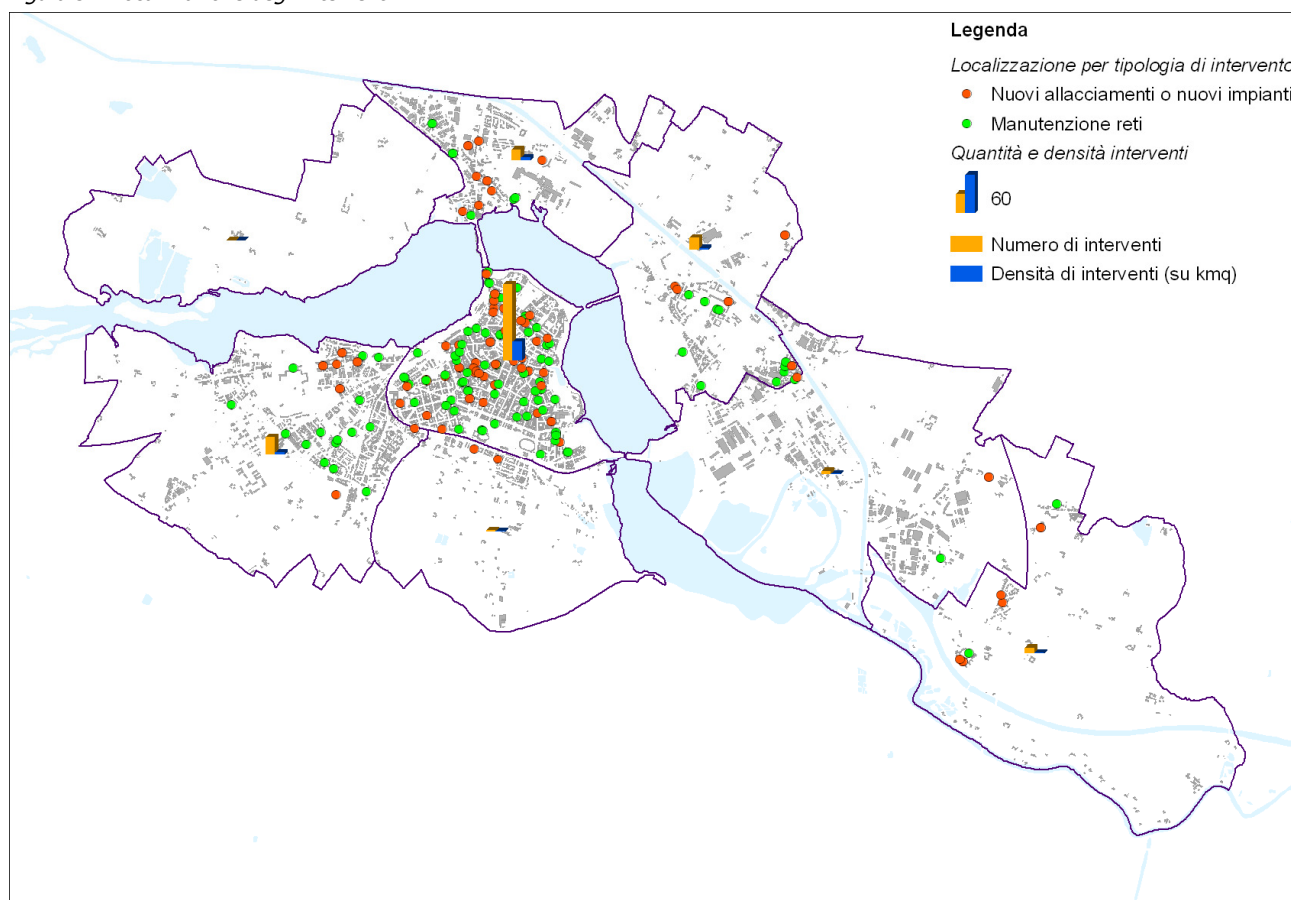 Legenda
Localizzazione per tipologia di intervento
Nuovi allacciamenti o nuovi impianti
Manutenzione reti
Quantità e densità interventi
60
Numero di interventi
Densità di interventi (su kmq)